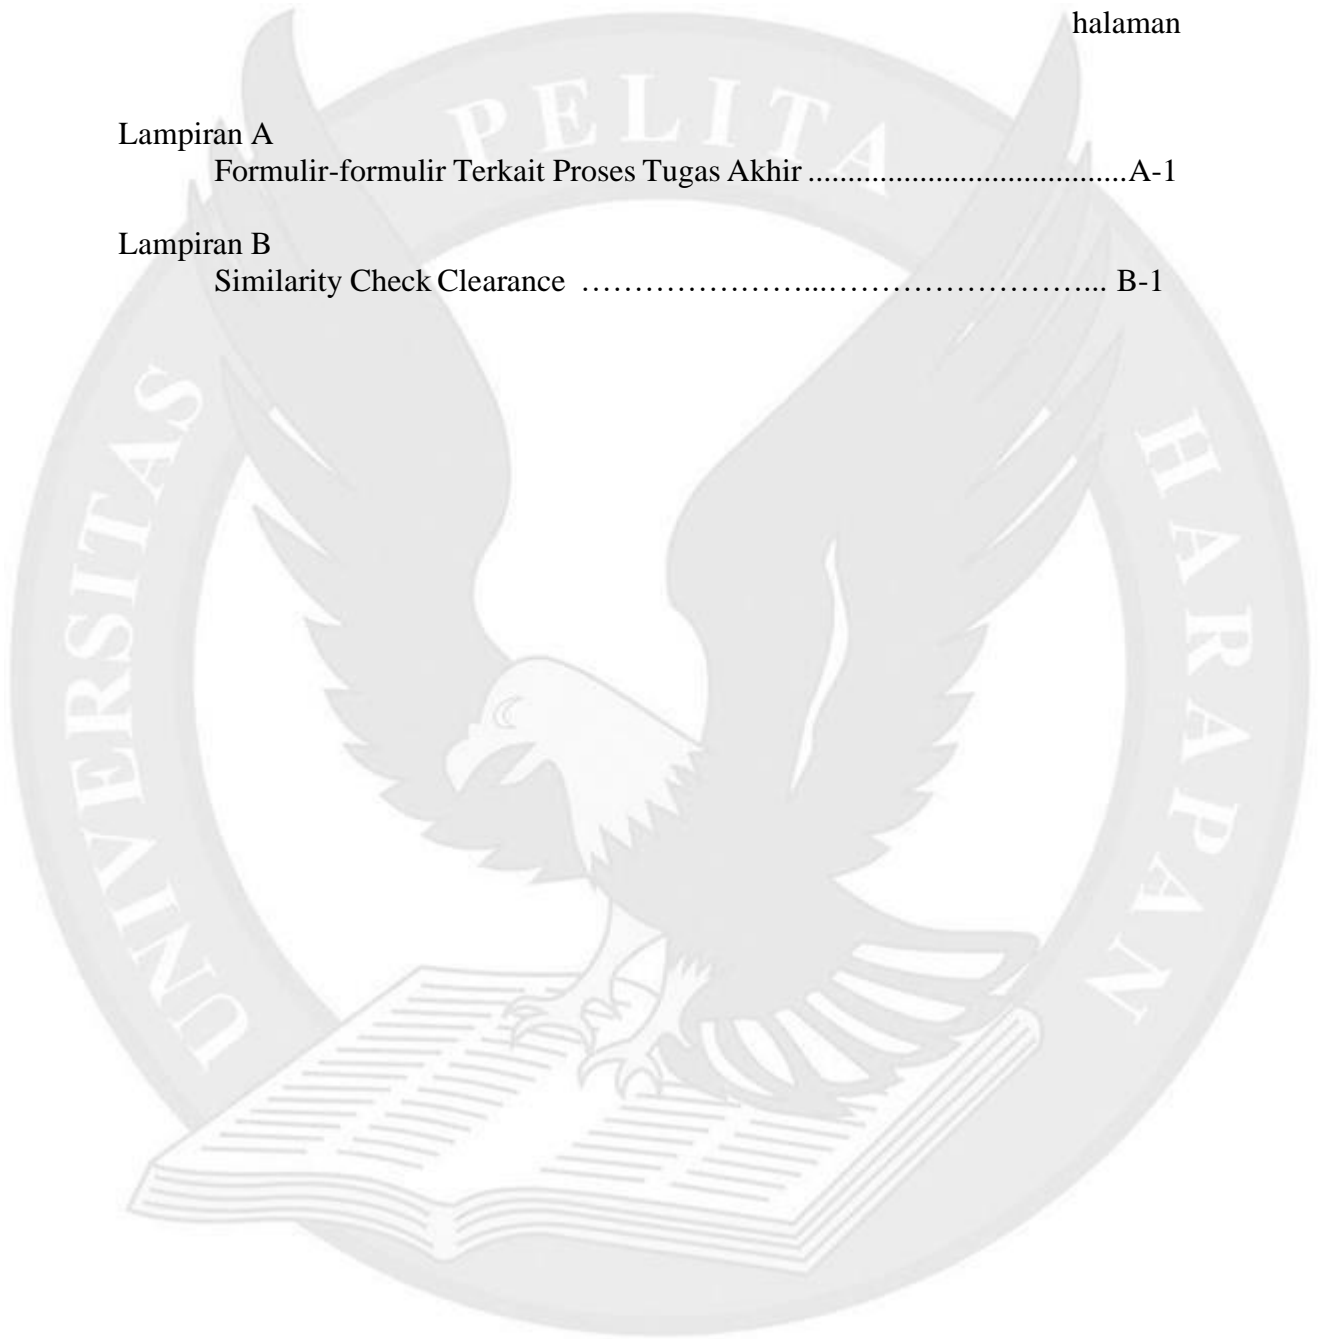 halaman
Lampiran A
Formulir-formulir Terkait Proses Tugas Akhir ........................................A-1
Lampiran B
Similarity Check Clearance …………………...…………………….. B-1
UNIVERSITAS PELITA HARAPAN